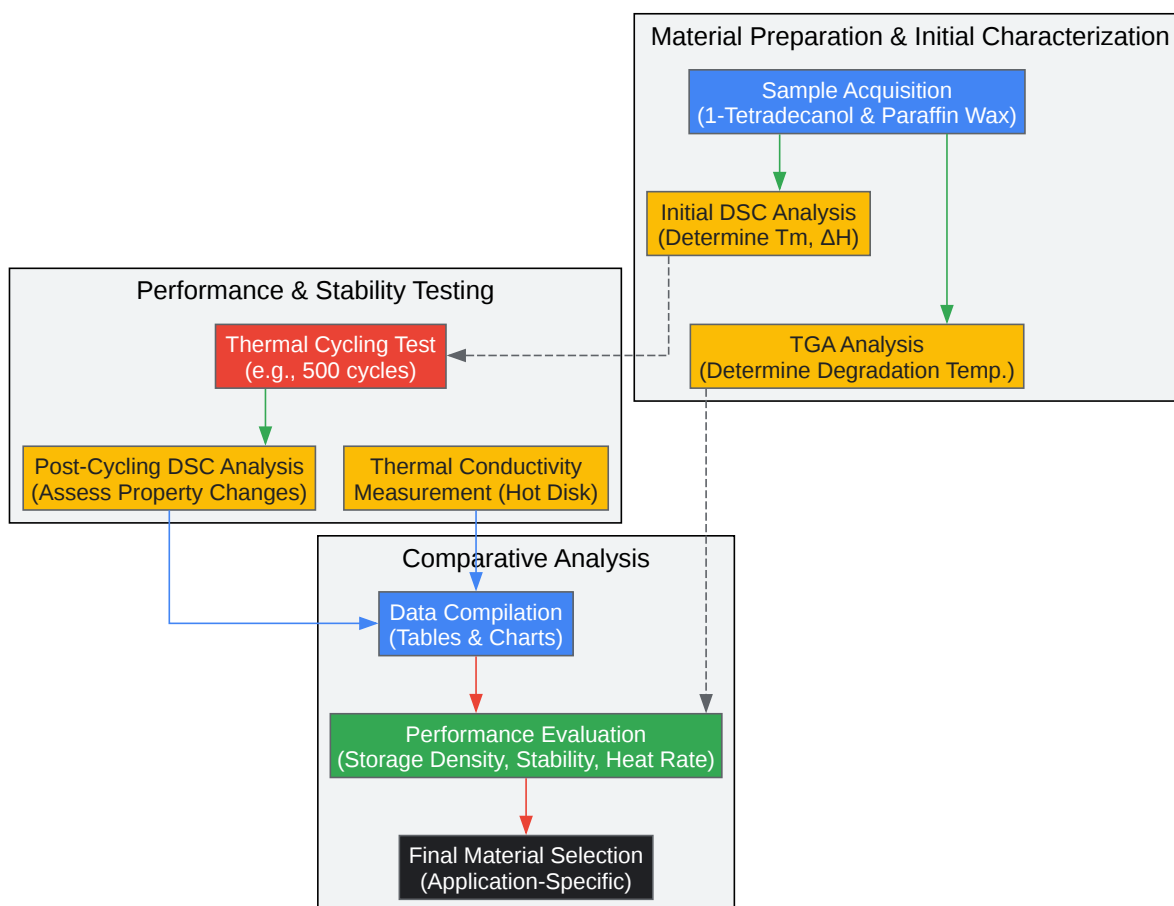 Material Preparation & Initial Characterization
Sample Acquisition
(1-Tetradecanol & Paraffin Wax)
Initial DSC Analysis
(Determine Tm, ΔH)
TGA Analysis
(Determine Degradation Temp.)
Performance & Stability Testing
Thermal Cycling Test
(e.g., 500 cycles)
Post-Cycling DSC Analysis
(Assess Property Changes)
Thermal Conductivity
Measurement (Hot Disk)
Comparative Analysis
Data Compilation
(Tables & Charts)
Performance Evaluation
(Storage Density, Stability, Heat Rate)
Final Material Selection
(Application-Specific)